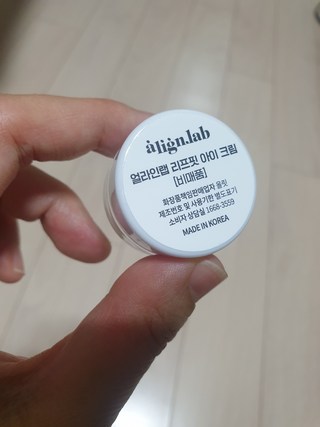 align.lab
얼라인랩 리프핏 아이 크림
[비매품]
화장품책임판매업자 올릿
제조번호 및 사용기한 별도표기
소비자 상담실 1668-3559
MADE IN KOREA